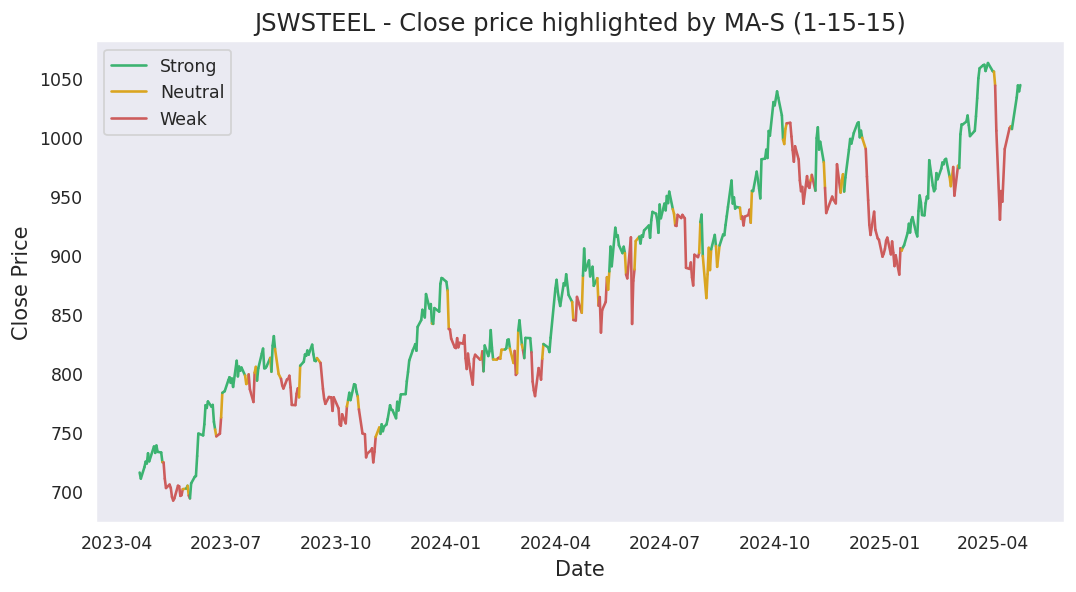 JSWSTEEL - Close price highlighted by MA-S (1-15-15)
Strong
Neutral
Weak
1050
1000
950
900
850
800
750
700
Close Price
2023-04 2023-07 2023-10 2024-01 2024-04 2024-07 2024-10 2025-01 2025-04
Date